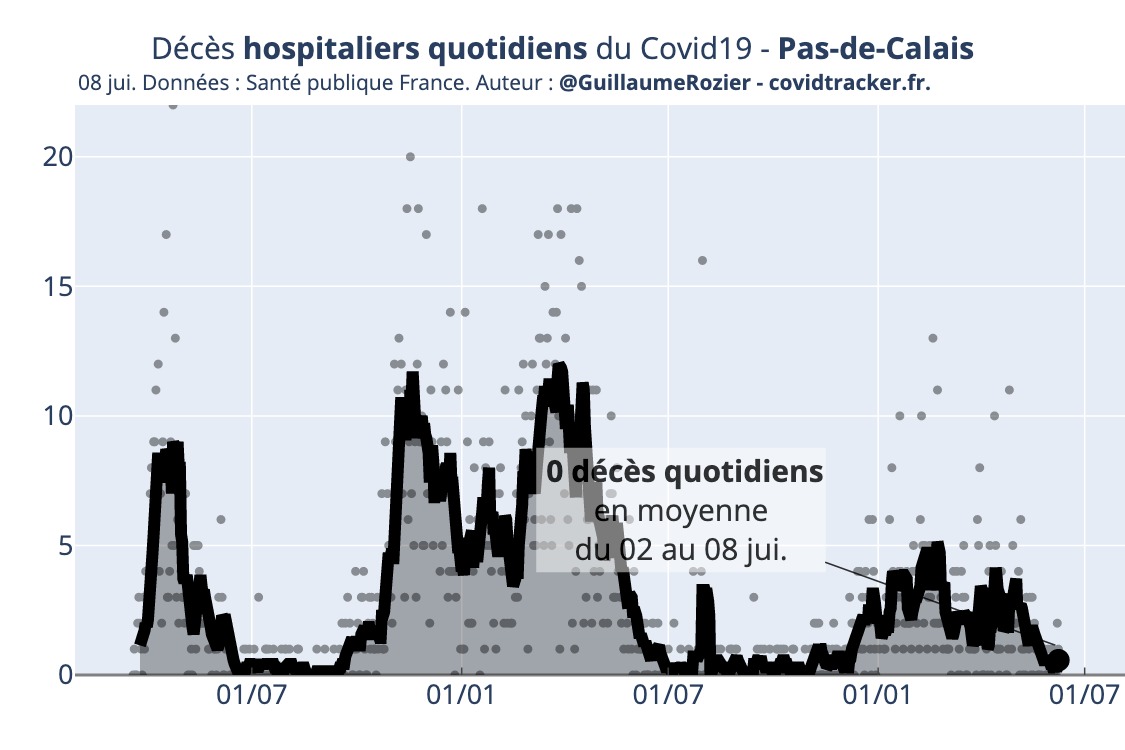 Décès hospitaliers quotidiens du Covid19 - Pas-de-Calais
08 jui. Données : Santé publique France. Auteur : @GuillaumeRozier - covidtracker.fr.
20
15
10
5
0
0 décès quotidiens
en moyenne
du 02 au 08 jui.
01/07 01/01 01/07 01/01 01/07